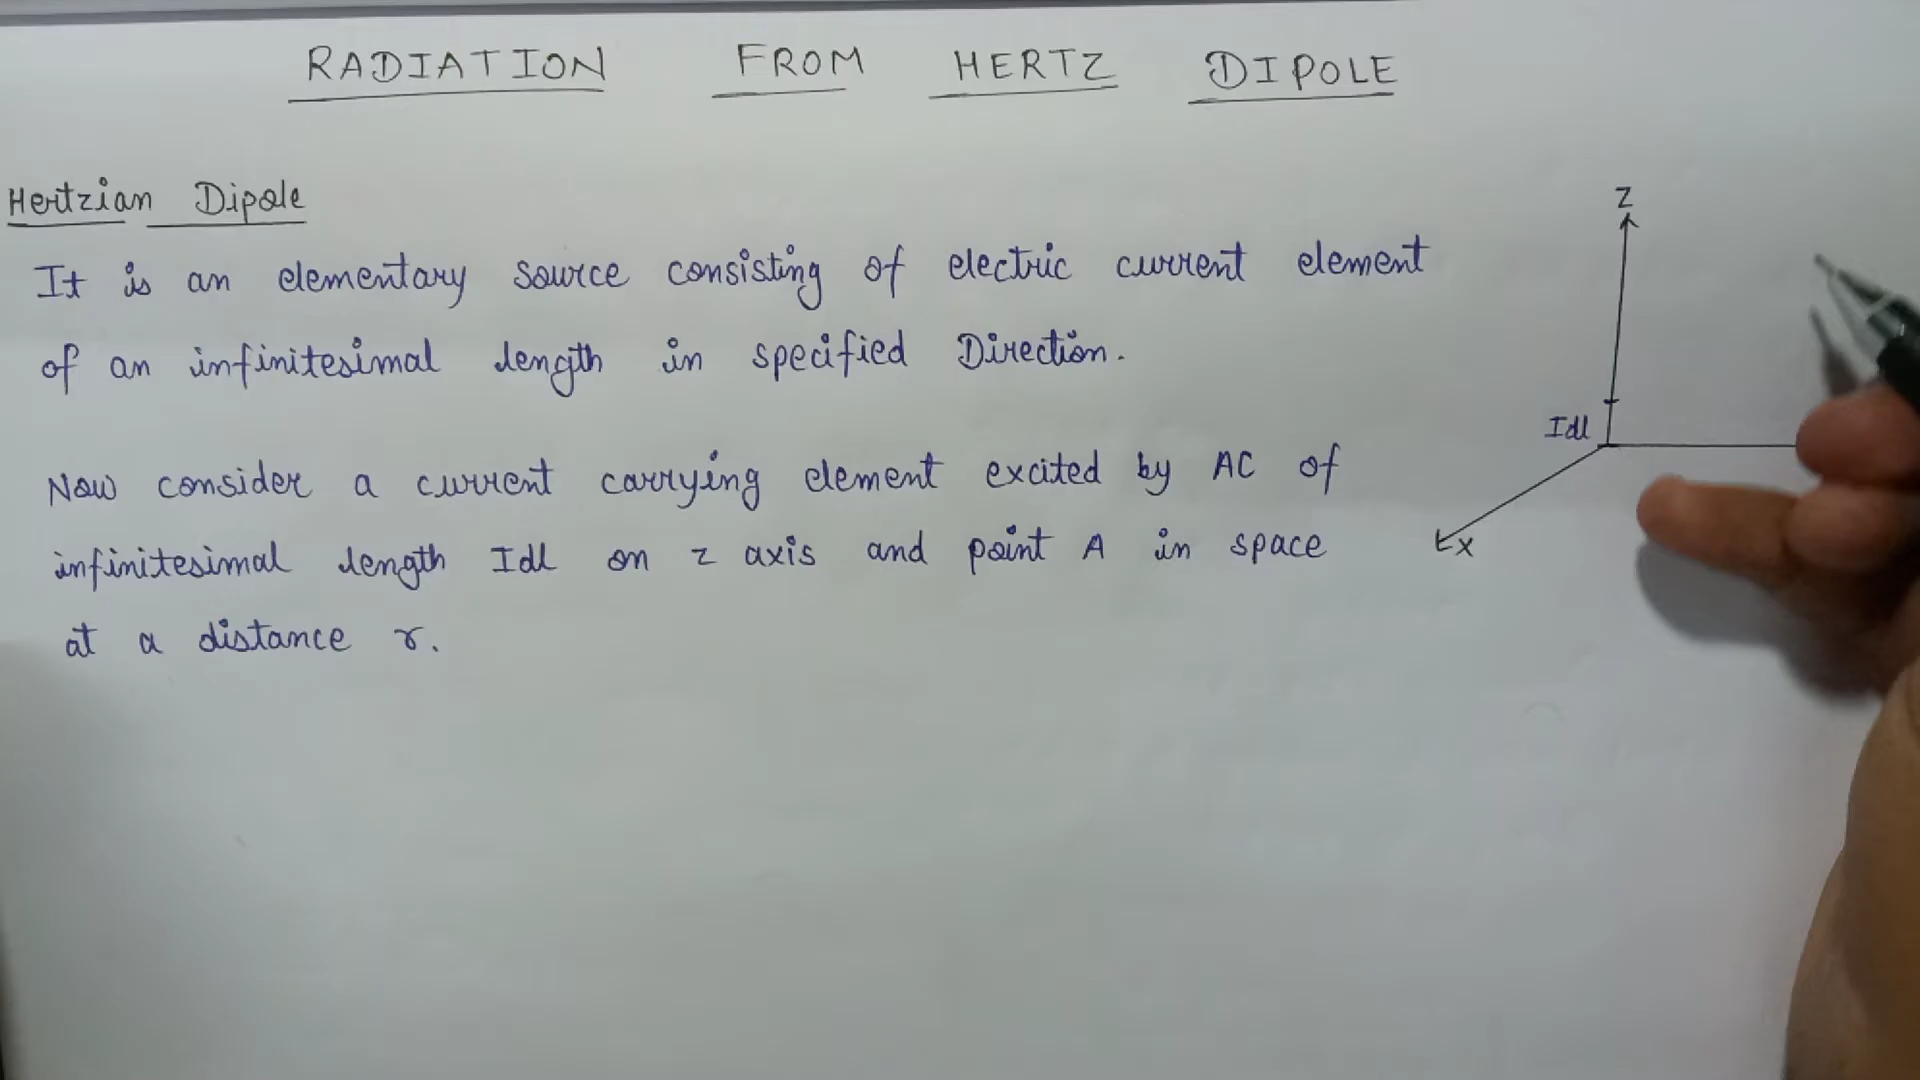 RADIATION FROM HERTZ DIPOLE
Hertzian Dipole
It is an elementary source consisting of electric current element
of an infinitesimal length in specified Direction.
Now consider a current carrying element excited by AC of
infinitesimal length Idl on z axis and point A in space
at a distance r.
Z
Idl
X